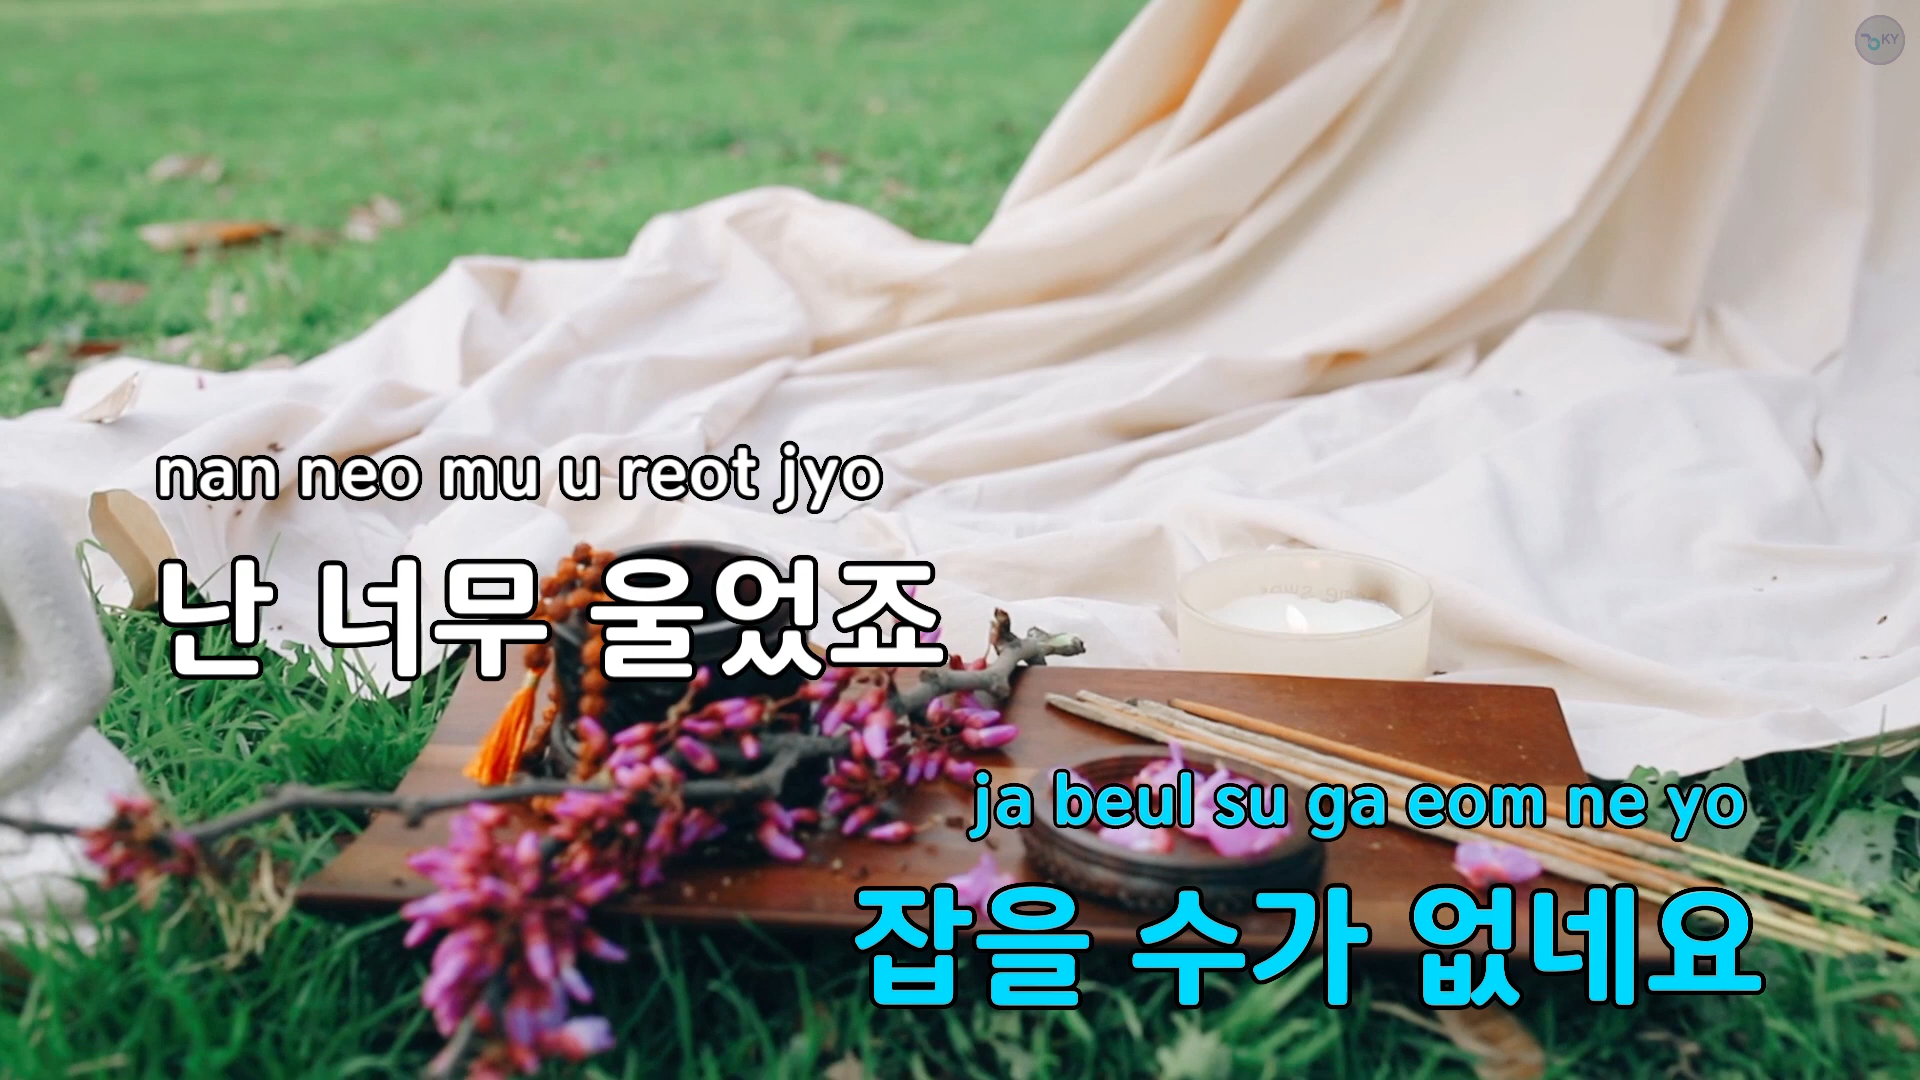 KY
nan neo mu u reot jyo
난 너무 울었죠
ja beul su ga eom ne yo
잡을 수가 없네요